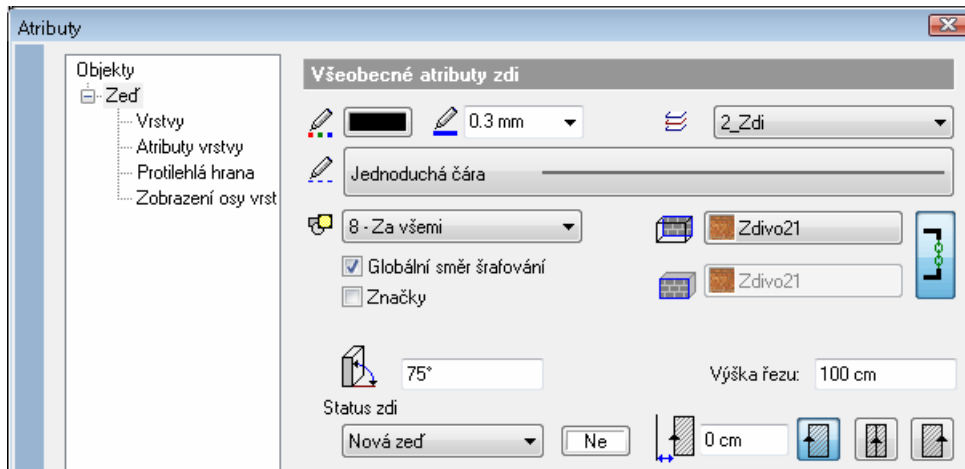 Atributy
Objekty
Zeď
Vrstvy
Atributy vrstvy
Protilehlá hrana
Zobrazení osy vrst
Všeobecné atributy zdi
0.3 mm
2_Zdi
Jednoduchá čára
8 - Za všemi
Zdivo21
Globální směr šrafování
Zdivo21
Značky
75°
Výška řezu: 100 cm
Status zdi
Nová zeď
Ne
0 cm